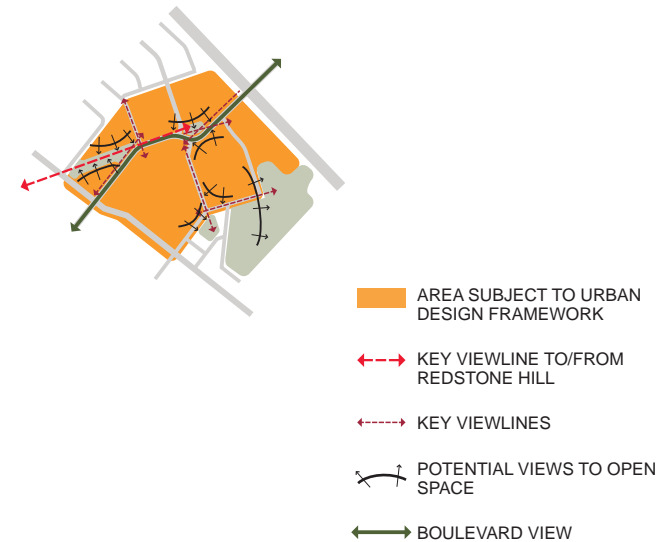 AREA SUBJECT TO URBAN
DESIGN FRAMEWORK
KEY VIEWLINE TO/FROM
REDSTONE HILL
KEY VIEWLINES
POTENTIAL VIEWS TO OPEN
SPACE
BOULEVARD VIEW